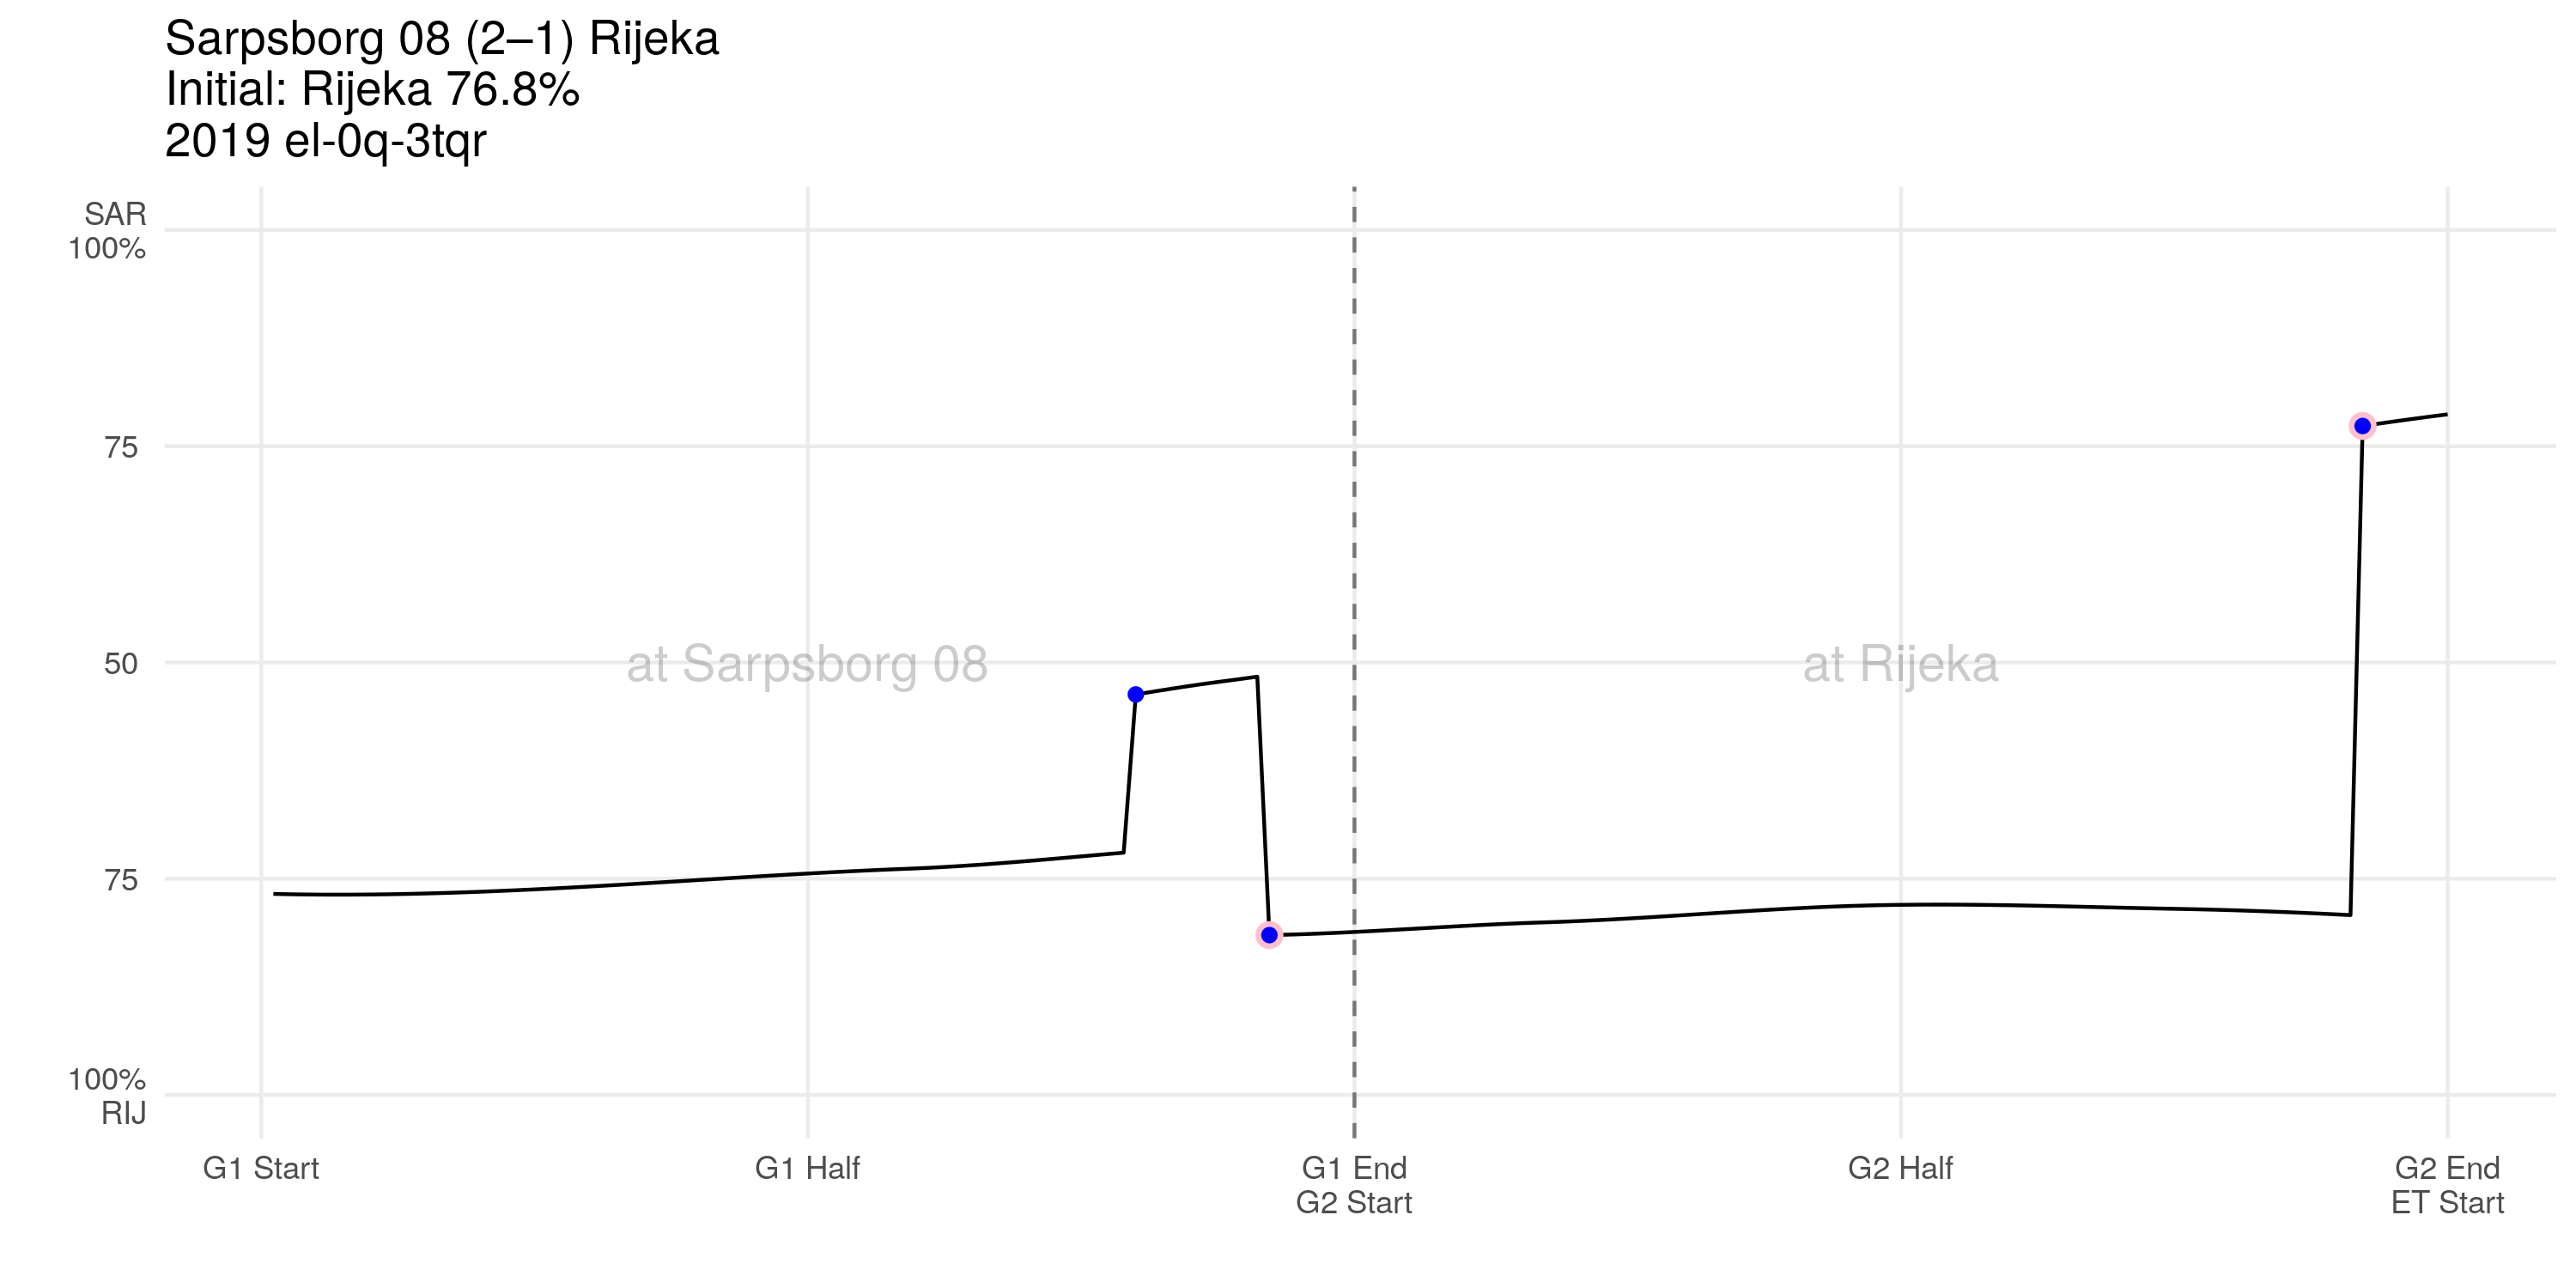 Sarpsborg 08 (2–1) Rijeka
Initial: Rijeka 76.8%
2019 el-0q-3tqr
SAR
100%
75
50
75
100%
RIJ
at Sarpsborg 08
at Rijeka
G1 Start
G1 Half
G1 End
G2 Start
G2 Half
G2 End
ET Start